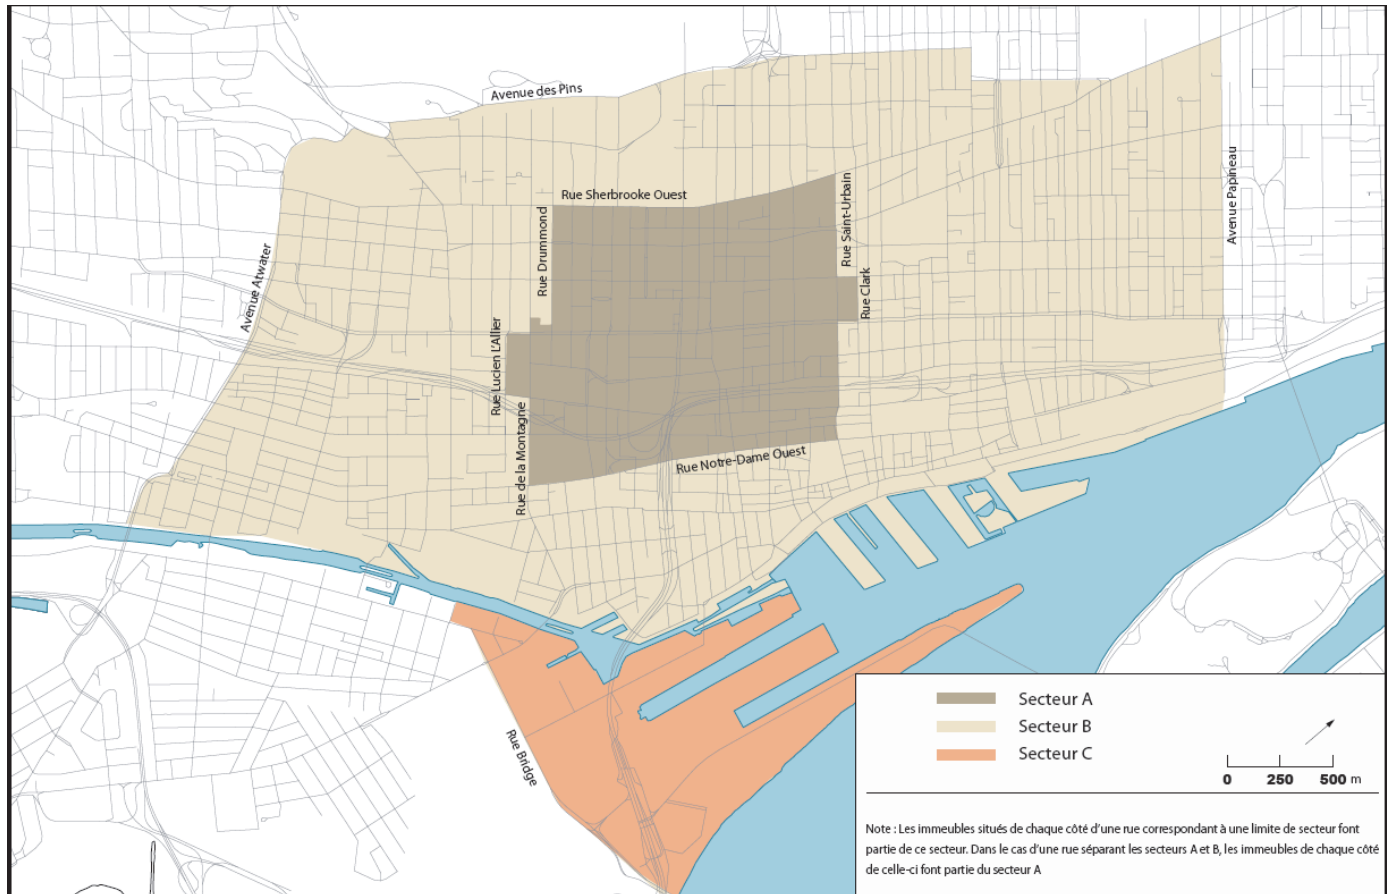 Avenue des Pins
Rue Sherbrooke Ouest
Rue Drummond
Rue Saint-Urbain
Avenue Papineau
Avenue Atwater
Rue Clark
Rue Lucien L'Allier
Rue de la Montagne
Rue Notre-Dame Ouest
Rue Bridge
Secteur A
Secteur B
Secteur C
0 250 500 m
Note : Les immeubles situés de chaque côté d'une rue correspondant à une limite de secteur font
partie de ce secteur. Dans le cas d'une rue séparant les secteurs A et B, les immeubles de chaque côté
de celle-ci font partie du secteur A